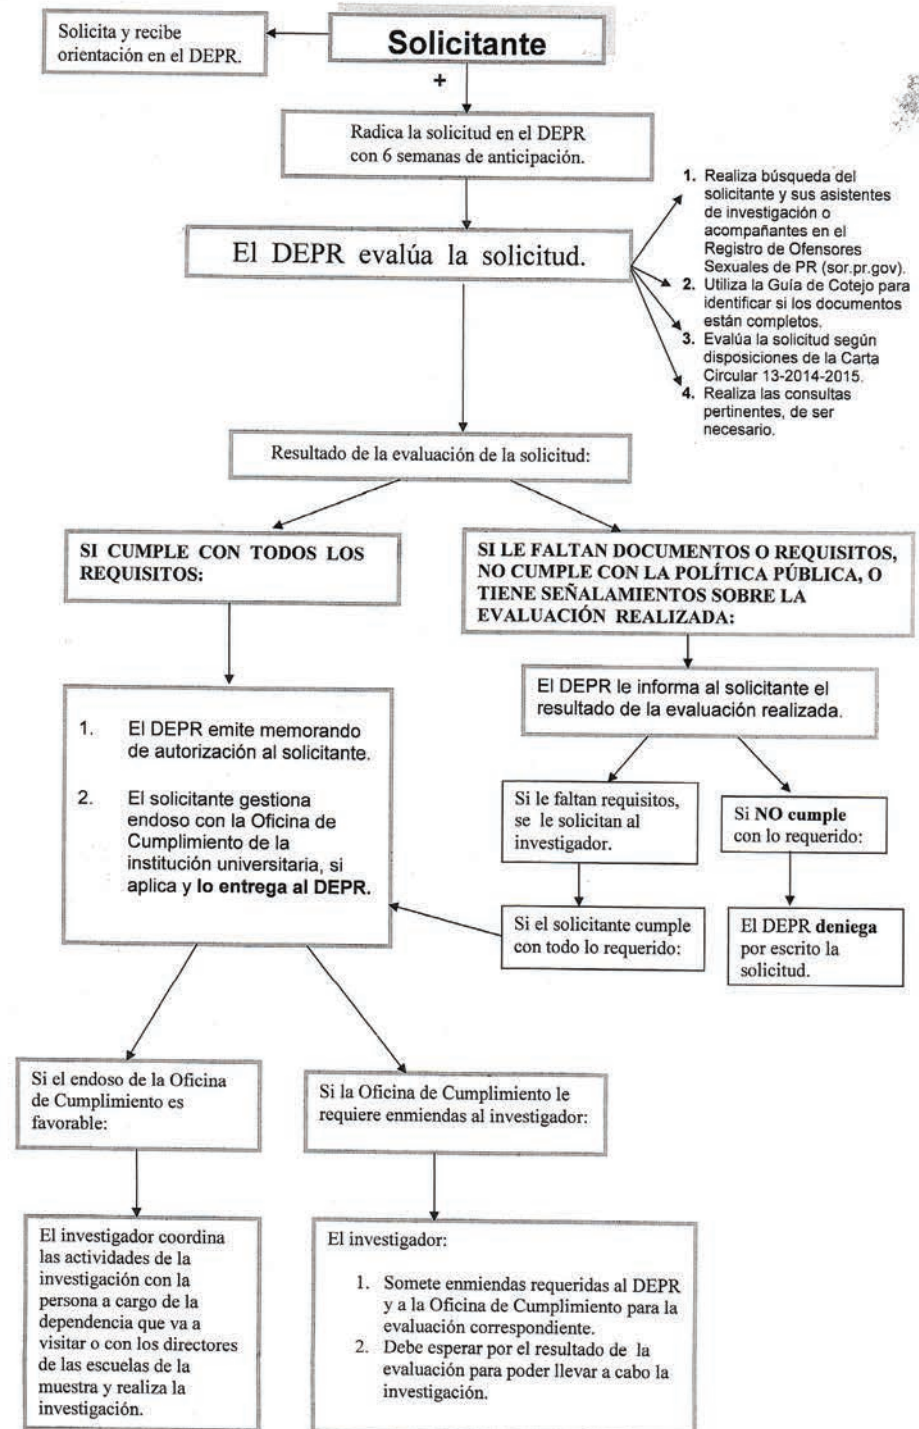 Solicita y recibe
orientación en el DEPR.
Solicitante
+
Radica la solicitud en el DEPR
con 6 semanas de anticipación.
El DEPR evalúa la solicitud.
1. Realiza búsqueda del
solicitante y sus asistentes
de investigación o
acompañantes en el
Registro de Ofensores
Sexuales de PR (sor.pr.gov).
2. Utiliza la Guía de Cotejo para
identificar si los documentos
están completos.
3. Evalúa la solicitud según
disposiciones de la Carta
Circular 13-2014-2015.
4. Realiza las consultas
pertinentes, de ser
necesario.
Resultado de la evaluación de la solicitud:
SI CUMPLE CON TODOS LOS
REQUISITOS:
SI LE FALTAN DOCUMENTOS O REQUISITOS,
NO CUMPLE CON LA POLÍTICA PÚBLICA, O
TIENE SEÑALAMIENTOS SOBRE LA
EVALUACIÓN REALIZADA:
El DEPR le informa al solicitante el
resultado de la evaluación realizada.
1. El DEPR emite memorando
de autorización al solicitante.
2. El solicitante gestiona
endoso con la Oficina de
Cumplimiento de la
institución universitaria, si
aplica y lo entrega al DEPR.
Si le faltan requisitos,
se le solicitan al
investigador.
Si NO cumple
con lo requerido:
Si el solicitante cumple
con todo lo requerido:
El DEPR deniega
por escrito la
solicitud.
Si el endoso de la Oficina
de Cumplimiento es
favorable:
Si la Oficina de Cumplimiento le
requiere enmiendas al investigador:
El investigador coordina
las actividades de la
investigación con la
persona a cargo de la
dependencia que va a
visitar o con los directores
de las escuelas de la
muestra y realiza la
investigación.
El investigador:
1. Somete enmiendas requeridas al DEPR
y a la Oficina de Cumplimiento para la
evaluación correspondiente.
2. Debe esperar por el resultado de la
evaluación para poder llevar a cabo la
investigación.